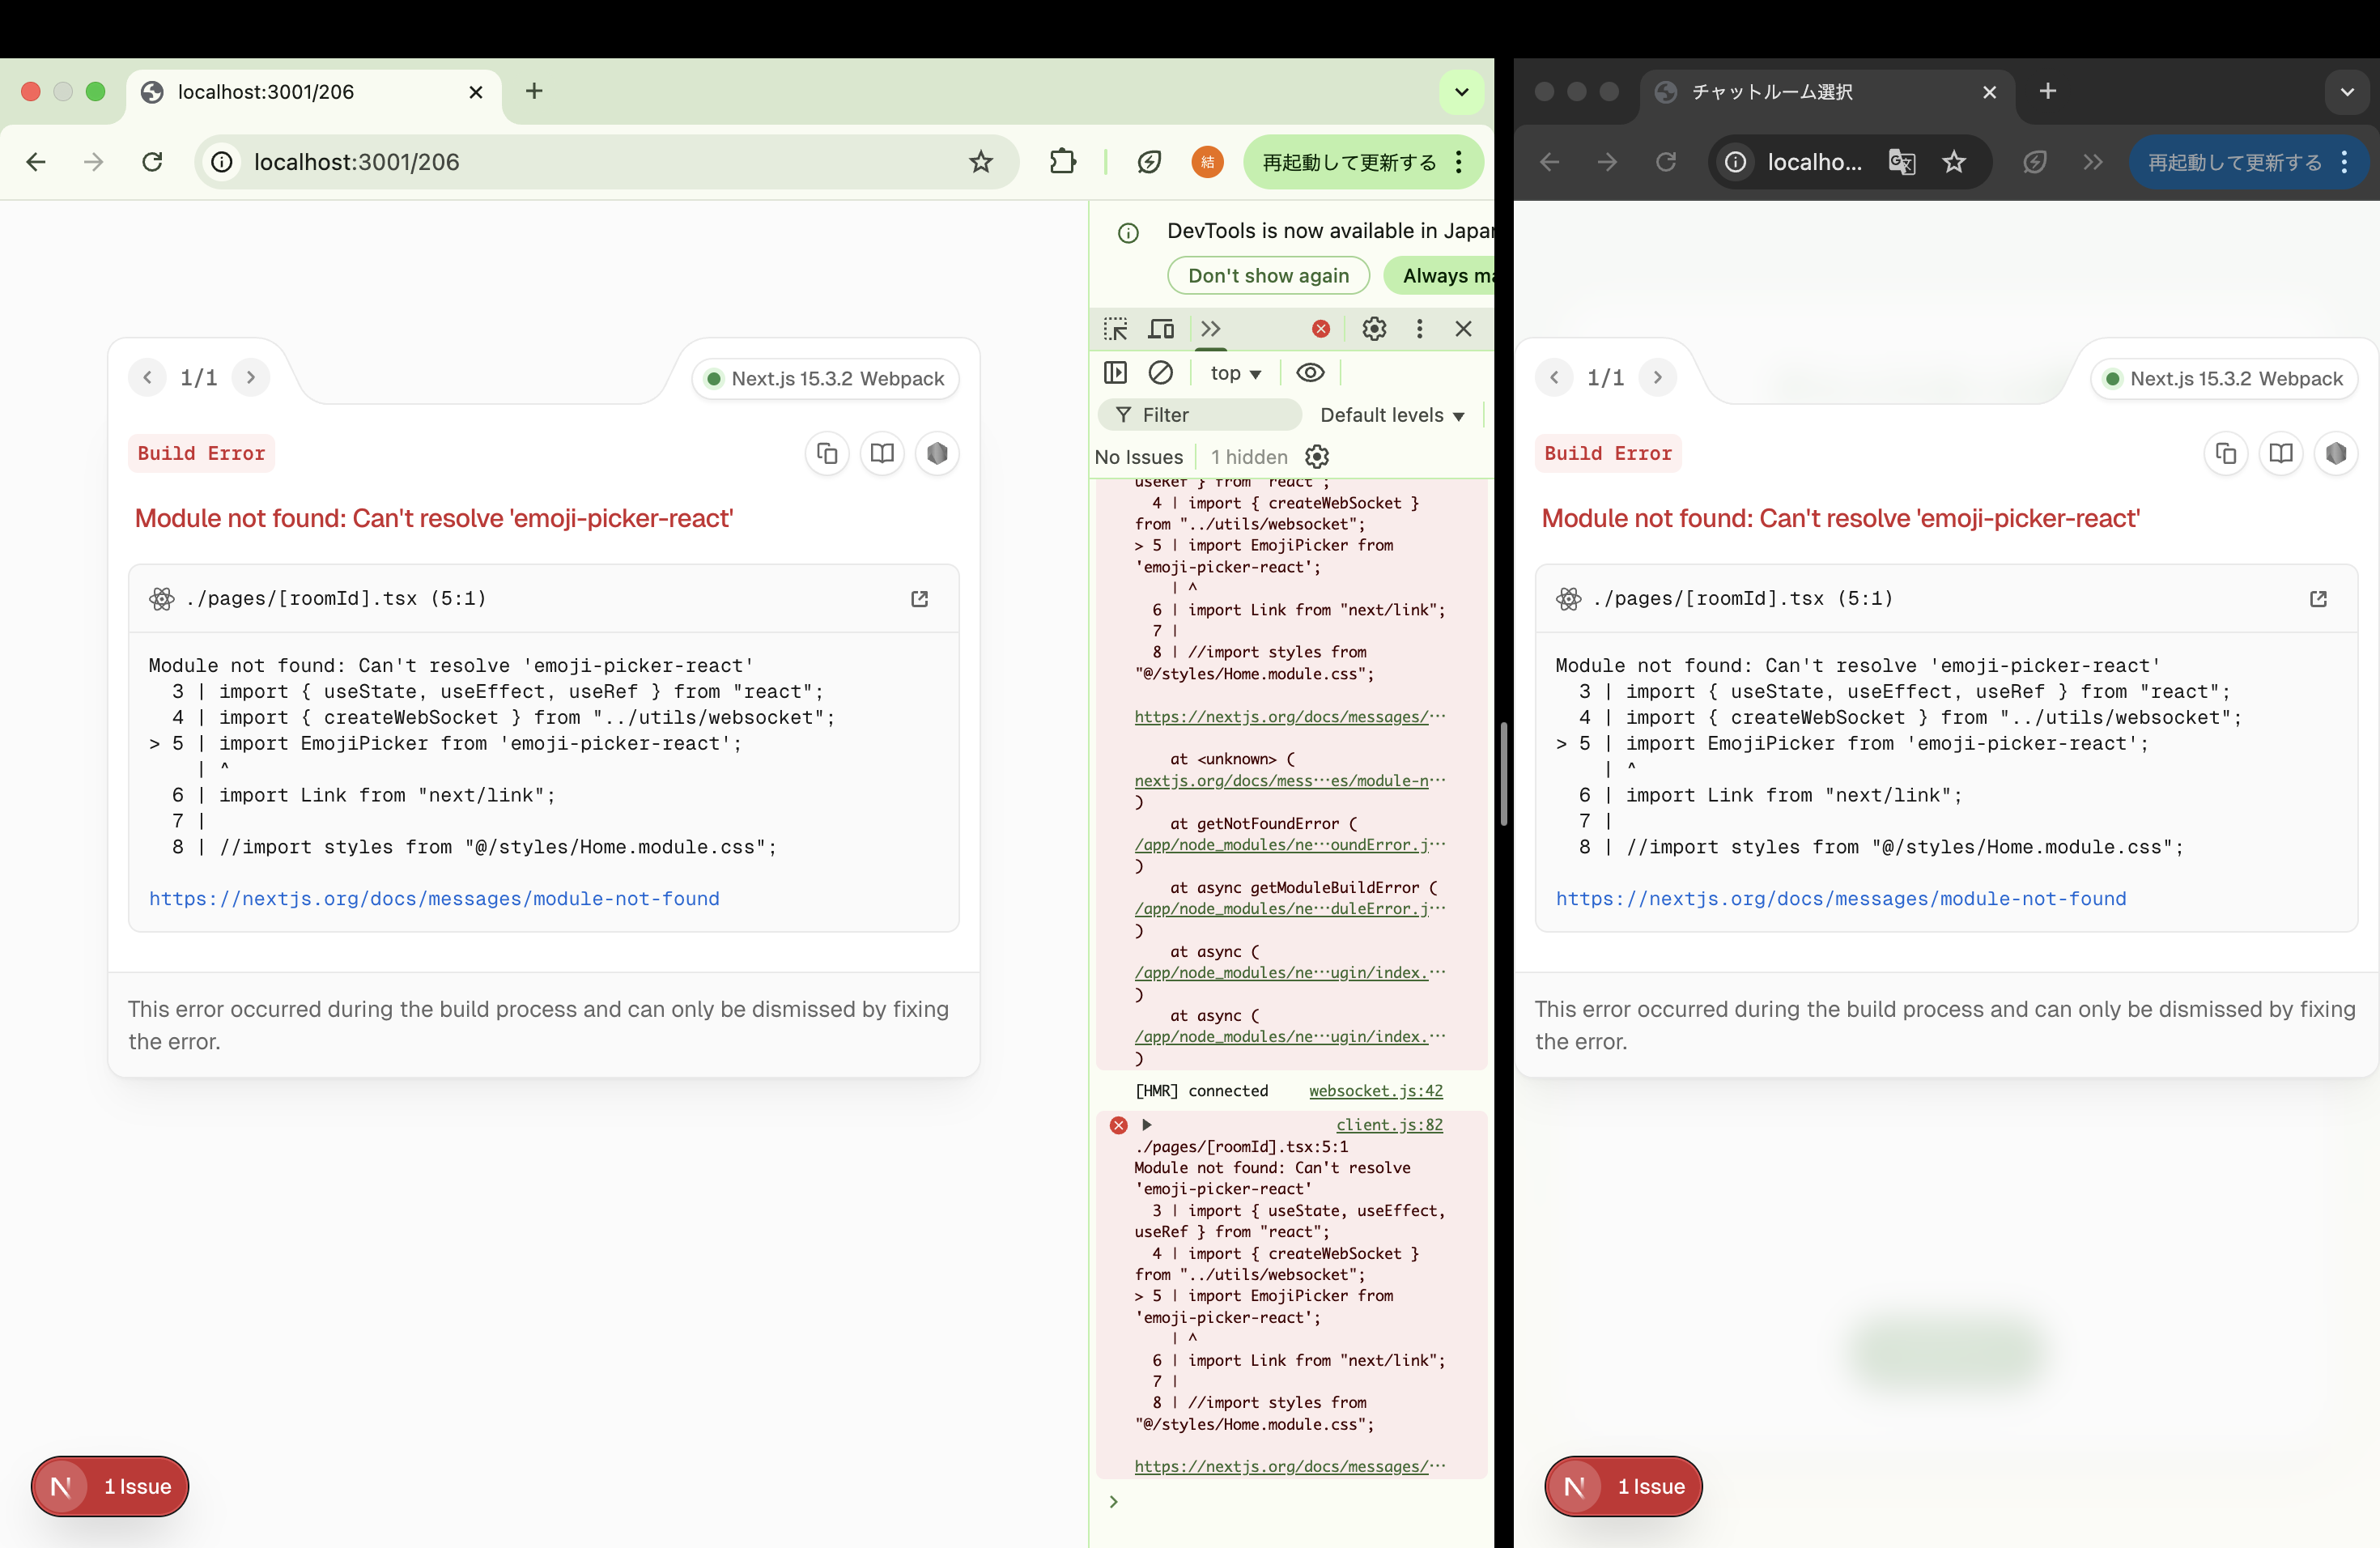 localhost:3001/206
localhost:3001/206
結
再起動して更新する
1/1
Next.js 15.3.2 Webpack
Build Error
Module not found: Can't resolve 'emoji-picker-react'
./pages/[roomId].tsx (5:1)
Module not found: Can't resolve 'emoji-picker-react'
3 | import { useState, useEffect, useRef } from "react";
4 | import { createWebSocket } from "../utils/websocket";
> 5 | import EmojiPicker from 'emoji-picker-react';
| ^
6 | import Link from "next/link";
7 |
8 | //import styles from "@/styles/Home.module.css";
https://nextjs.org/docs/messages/module-not-found
This error occurred during the build process and can only be dismissed by fixing
the error.
N 1 Issue
DevTools is now available in Japan
Don't show again
Always ma
top
Filter
Default levels
No Issues
1 hidden
useRef } from "react";
4 | import { createWebSocket }
from "../utils/websocket";
> 5 | import EmojiPicker from
'emoji-picker-react';
| ^
6 | import Link from "next/link";
7 |
8 | //import styles from
"@/styles/Home.module.css";
https://nextjs.org/docs/messages/…
at <unknown> (
nextjs.org/docs/mess…es/module-n…
)
at getNotFoundError (
/app/node_modules/ne…oundError.j…
)
at async getModuleBuildError (
/app/node_modules/ne…duleError.j…
)
at async (
/app/node_modules/ne…ugin/index.…
)
at async (
/app/node_modules/ne…ugin/index.…
)
[HMR] connected websocket.js:42
client.js:82
./pages/[roomId].tsx:5:1
Module not found: Can't resolve
'emoji-picker-react'
3 | import { useState, useEffect,
useRef } from "react";
4 | import { createWebSocket }
from "../utils/websocket";
> 5 | import EmojiPicker from
'emoji-picker-react';
| ^
6 | import Link from "next/link";
7 |
8 | //import styles from
"@/styles/Home.module.css";
https://nextjs.org/docs/messages/…
チャットルーム選択
localho...
再起動して更新する
1/1
Next.js 15.3.2 Webpack
Build Error
Module not found: Can't resolve 'emoji-picker-react'
./pages/[roomId].tsx (5:1)
Module not found: Can't resolve 'emoji-picker-react'
3 | import { useState, useEffect, useRef } from "react";
4 | import { createWebSocket } from "../utils/websocket";
> 5 | import EmojiPicker from 'emoji-picker-react';
| ^
6 | import Link from "next/link";
7 |
8 | //import styles from "@/styles/Home.module.css";
https://nextjs.org/docs/messages/module-not-found
This error occurred during the build process and can only be dismissed by fixing
the error.
N 1 Issue